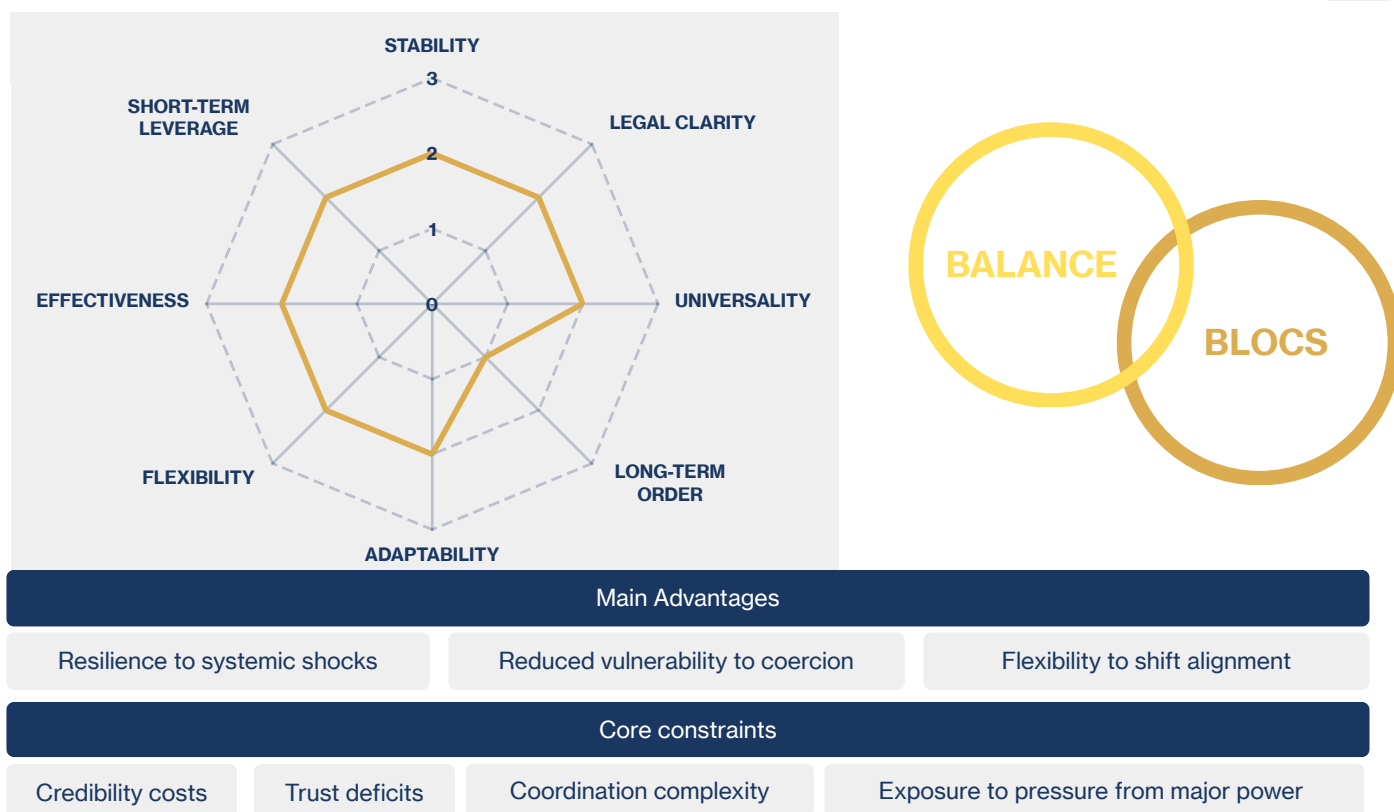 STABILITY
3
SHORT-TERM
LEVERAGE
LEGAL CLARITY
2
1
EFFECTIVENESS
0
UNIVERSALITY
FLEXIBILITY
LONG-TERM
ORDER
ADAPTABILITY
BALANCE
BLOCS
Main Advantages
Resilience to systemic shocks
Reduced vulnerability to coercion
Flexibility to shift alignment
Core constraints
Credibility costs
Trust deficits
Coordination complexity
Exposure to pressure from major power